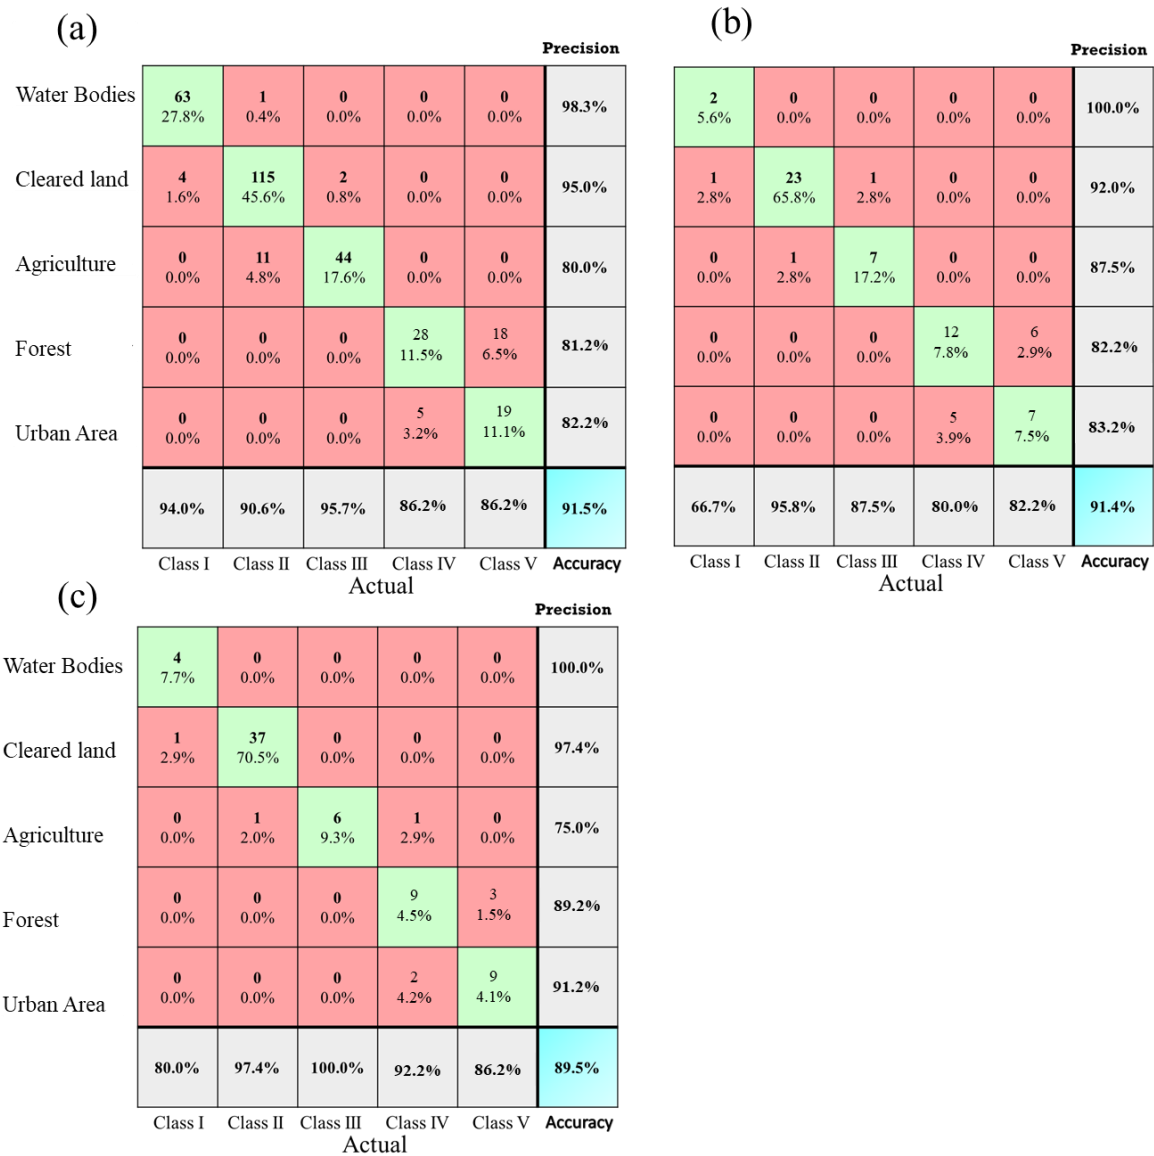 (a)
Precision
Water Bodies 63 1 0 0 0 98.3%
27.8% 0.4% 0.0% 0.0% 0.0%
Cleared land 4 115 2 0 0 95.0%
1.6% 45.6% 0.8% 0.0% 0.0%
Agriculture 0 11 44 0 0 80.0%
0.0% 4.8% 17.6% 0.0% 0.0%
Forest 0 0 0 28 18 81.2%
0.0% 0.0% 0.0% 11.5% 6.5%
Urban Area 0 0 0 5 19 82.2%
0.0% 0.0% 0.0% 3.2% 11.1%
94.0% 90.6% 95.7% 86.2% 86.2% 91.5%
Class I Class II Class III Class IV Class V Accuracy
Actual
(b)
Precision
2 0 0 0 0 100.0%
5.6% 0.0% 0.0% 0.0% 0.0%
1 23 1 0 0 92.0%
2.8% 65.8% 2.8% 0.0% 0.0%
0 1 7 0 0 87.5%
0.0% 2.8% 17.2% 0.0% 0.0%
0 0 0 12 6 82.2%
0.0% 0.0% 0.0% 7.8% 2.9%
0 0 0 5 7 83.2%
0.0% 0.0% 0.0% 3.9% 7.5%
66.7% 95.8% 87.5% 80.0% 82.2% 91.4%
Class I Class II Class III Class IV Class V Accuracy
Actual
(c)
Precision
Water Bodies 4 0 0 0 0 100.0%
7.7% 0.0% 0.0% 0.0% 0.0%
Cleared land 1 37 0 0 0 97.4%
2.9% 70.5% 0.0% 0.0% 0.0%
Agriculture 0 1 6 1 0 75.0%
0.0% 2.0% 9.3% 2.9% 0.0%
Forest 0 0 0 9 3 89.2%
0.0% 0.0% 0.0% 4.5% 1.5%
Urban Area 0 0 0 2 9 91.2%
0.0% 0.0% 0.0% 4.2% 4.1%
80.0% 97.4% 100.0% 92.2% 86.2% 89.5%
Class I Class II Class III Class IV Class V Accuracy
Actual